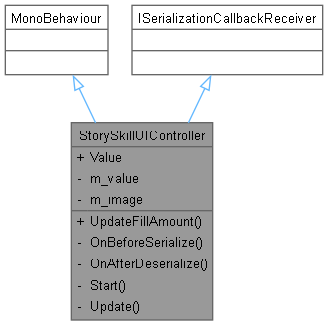 MonoBehaviour
ISerializationCallbackReceiver
StorySkillUIController
+ Value
- m_value
- m_image
+ UpdateFillAmount()
- OnBeforeSerialize()
- OnAfterDeserialize()
- Start()
- Update()